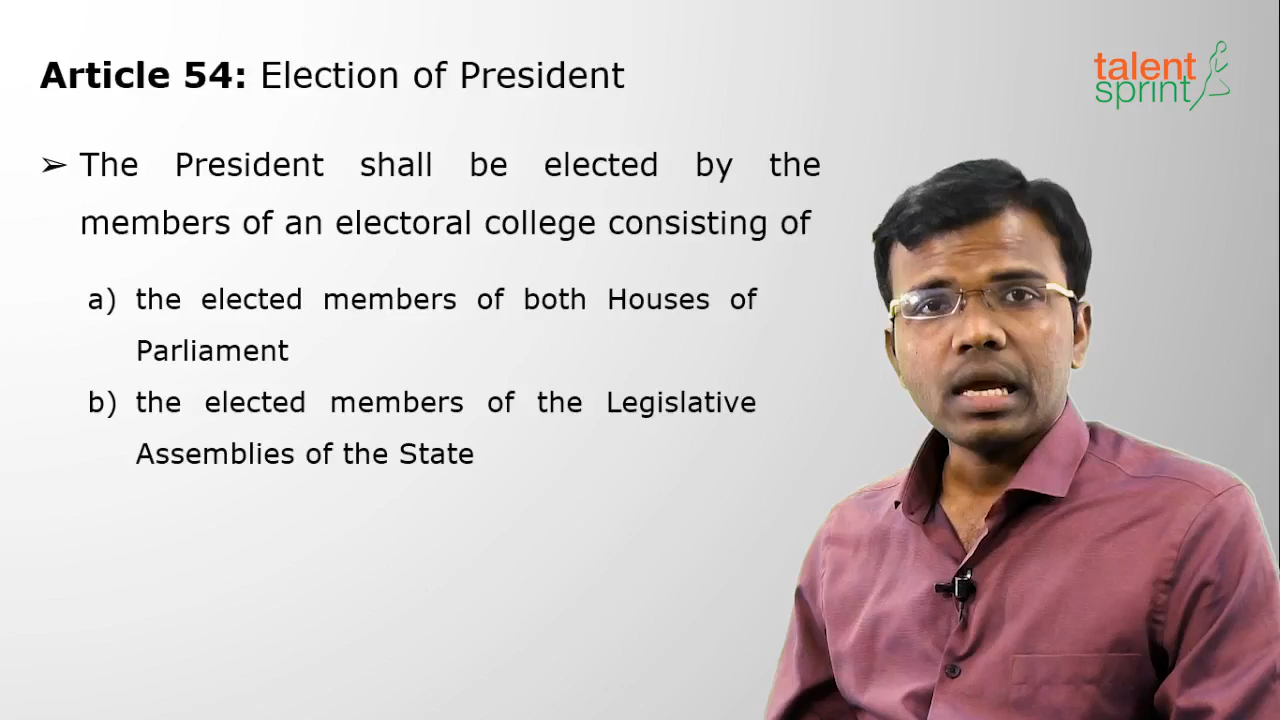 Article 54: Election of President
talent
sprint
➢ The President shall be elected by the
members of an electoral college consisting of
a) the elected members of both Houses of
Parliament
b) the elected members of the Legislative
Assemblies of the State